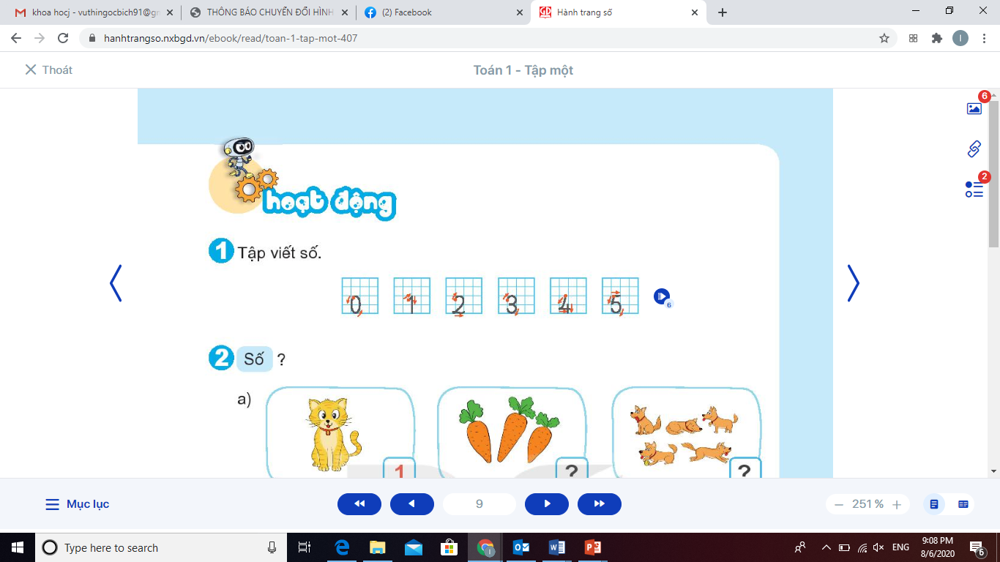 khoa hocj - vuthingocbich91@gm
THÔNG BÁO CHUYỂN ĐỔI HÌNH
(2) Facebook
Hành trang số
hanhtrangso.nxbgd.vn/ebook/read/toan-1-tap-mot-407
I
Thoát
Toán 1 - Tập một
6
2
hoạt động
1 Tập viết số.
0 1 2 3 4 5
6
2 Số ?
a)
1 ? ?
Mục lục
9
251 %
Type here to search
ENG
9:08 PM
8/6/2020
6